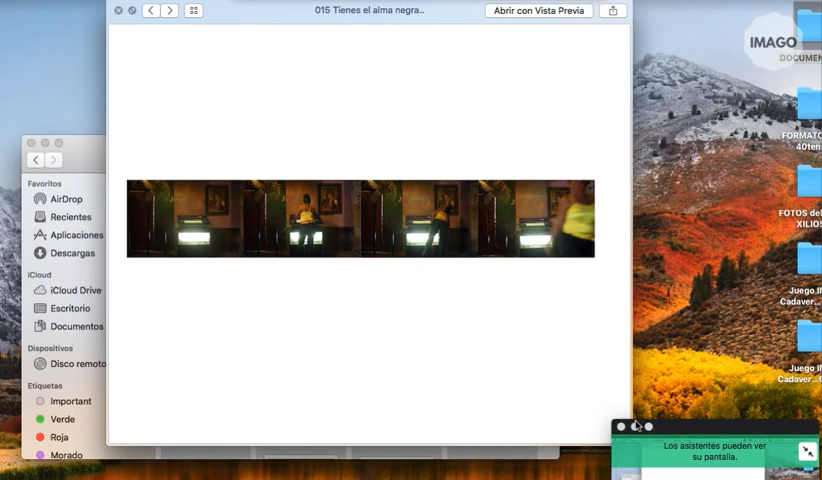 015 Tienes el alma negra..
Abrir con Vista Previa
IMAGO
DOCUMEN
FORMATO
40ten
FOTOS del
XILIOS
Juego IM
Cadaver...
Juego IM
Cadaver...
Favoritos
AirDrop
Recientes
Aplicaciones
Descargas
iCloud
iCloud Drive
Escritorio
Documentos
Dispositivos
Disco remoto
Etiquetas
Important
Verde
Roja
Morado
Los asistentes pueden ver
su pantalla.